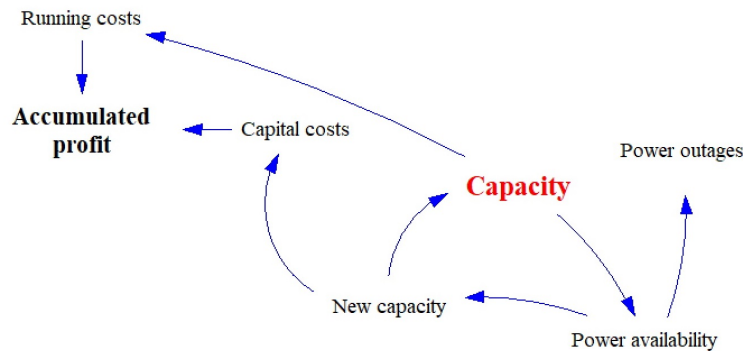 Running costs
Accumulated
profit
Capital costs
Power outages
Capacity
New capacity
Power availability